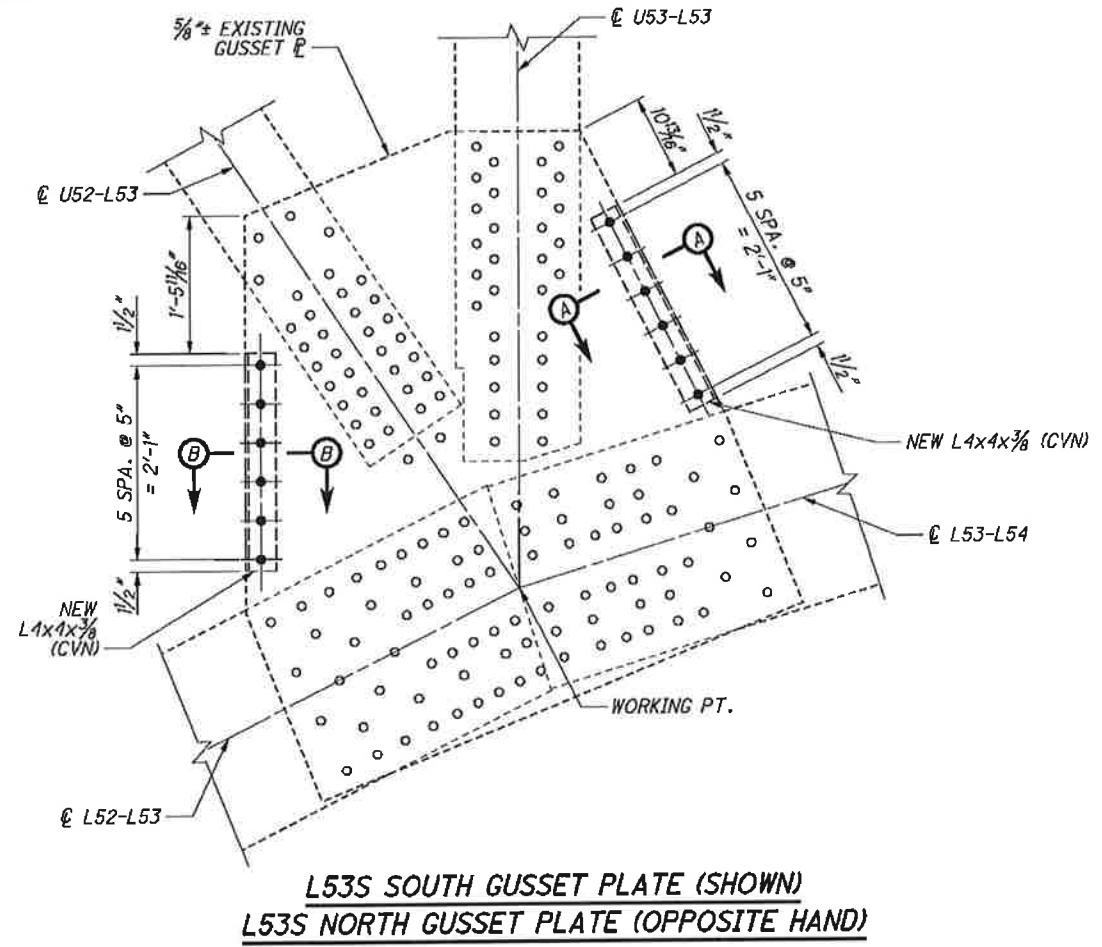 5/8"± EXISTING
GUSSET ℄
℄ U53-L53
℄ U52-L53
10 13/16"
1 1/2"
5 SPA. @ 5"
= 2'-1"
1 1/2"
A
A
1'-5 11/16"
1 1/2"
5 SPA. @ 5"
= 2'-1"
1 1/2"
B
B
NEW L4x4x3/8 (CVN)
℄ L53-L54
NEW
L4x4x3/8
(CVN)
WORKING PT.
℄ L52-L53
L53S SOUTH GUSSET PLATE (SHOWN)
L53S NORTH GUSSET PLATE (OPPOSITE HAND)